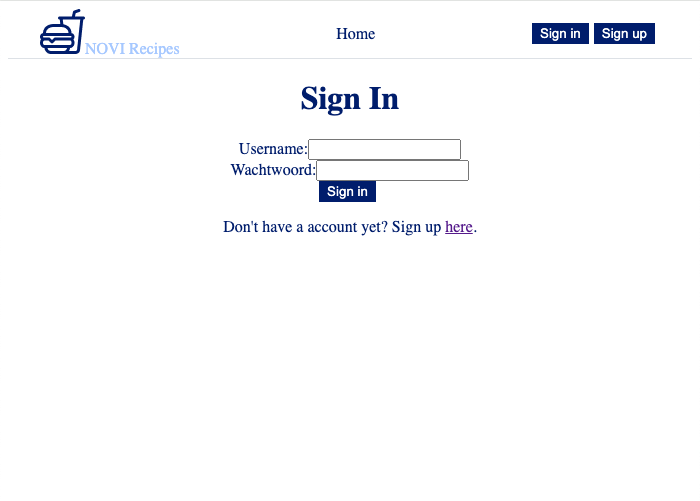 NOVI Recipes
Home
Sign in
Sign up
Sign In
Username:
Wachtwoord:
Sign in
Don't have a account yet? Sign up here.